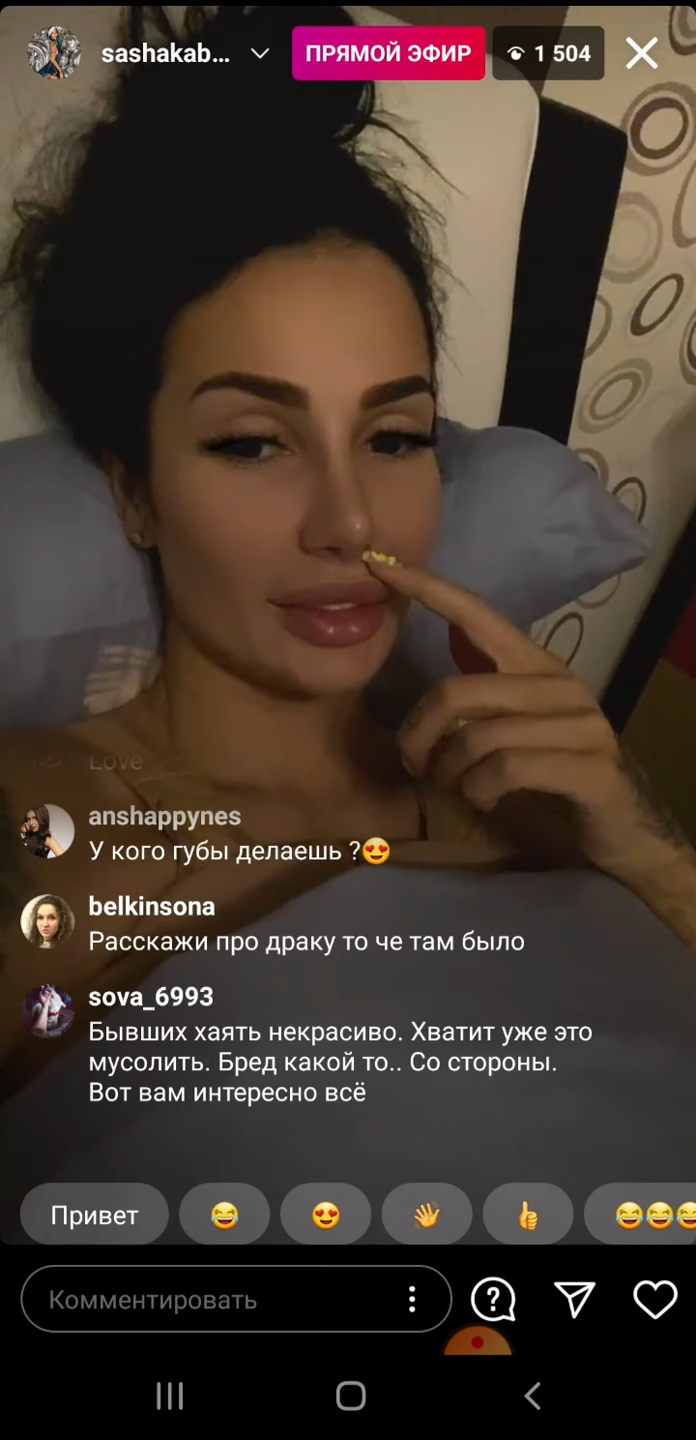 sashakab...
ПРЯМОЙ ЭФИР
1 504
Love
anshappynes
У кого губы делаешь ?😍
belkinsona
Расскажи про драку то че там было
sova_6993
Бывших хаять некрасиво. Хватит уже это
мусолить. Бред какой то.. Со стороны.
Вот вам интересно всё
Привет
😂
😍
👋
👍
😂😂😂
Комментировать